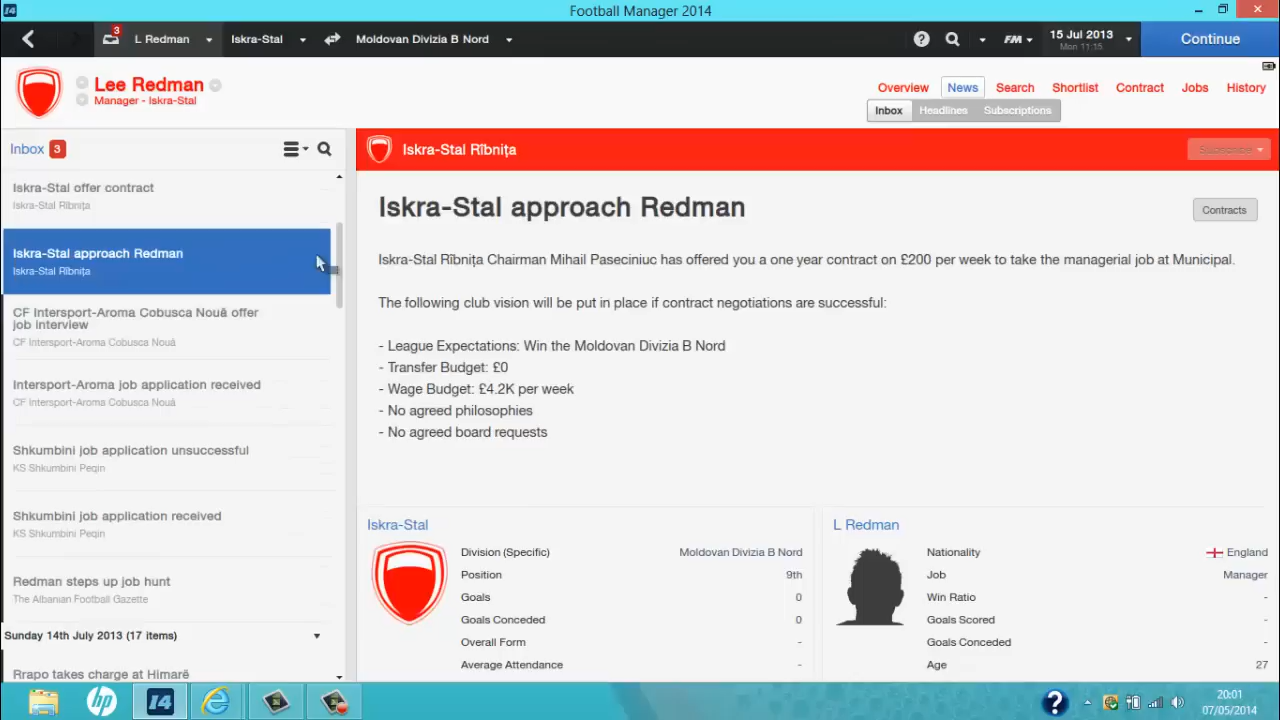 Football Manager 2014
14
3
L Redman
Iskra-Stal
Moldovan Divizia B Nord
?
FM
15 Jul 2013
Mon 11:15
Continue
Lee Redman
Manager - Iskra-Stal
Overview
News
Search
Shortlist
Contract
Jobs
History
Inbox
Headlines
Subscriptions
Inbox 3
Iskra-Stal offer contract
Iskra-Stal Rîbnița
Iskra-Stal approach Redman
Iskra-Stal Rîbnița
CF Intersport-Aroma Cobusca Nouă offer
job interview
CF Intersport-Aroma Cobusca Nouă
Intersport-Aroma job application received
CF Intersport-Aroma Cobusca Nouă
Shkumbini job application unsuccessful
KS Shkumbini Peqin
Shkumbini job application received
KS Shkumbini Peqin
Redman steps up job hunt
The Albanian Football Gazette
Sunday 14th July 2013 (17 items)
Rrapo takes charge at Himarë
Iskra-Stal Rîbnița
Subscribe
Iskra-Stal approach Redman
Contracts
Iskra-Stal Rîbnița Chairman Mihail Paseciniuc has offered you a one year contract on £200 per week to take the managerial job at Municipal.
The following club vision will be put in place if contract negotiations are successful:
- League Expectations: Win the Moldovan Divizia B Nord
- Transfer Budget: £0
- Wage Budget: £4.2K per week
- No agreed philosophies
- No agreed board requests
Iskra-Stal
Division (Specific) Moldovan Divizia B Nord
Position 9th
Goals 0
Goals Conceded 0
Overall Form -
Average Attendance -
L Redman
Nationality England
Job Manager
Win Ratio -
Goals Scored -
Goals Conceded -
Age 27
hp
14
?
20:01
07/05/2014